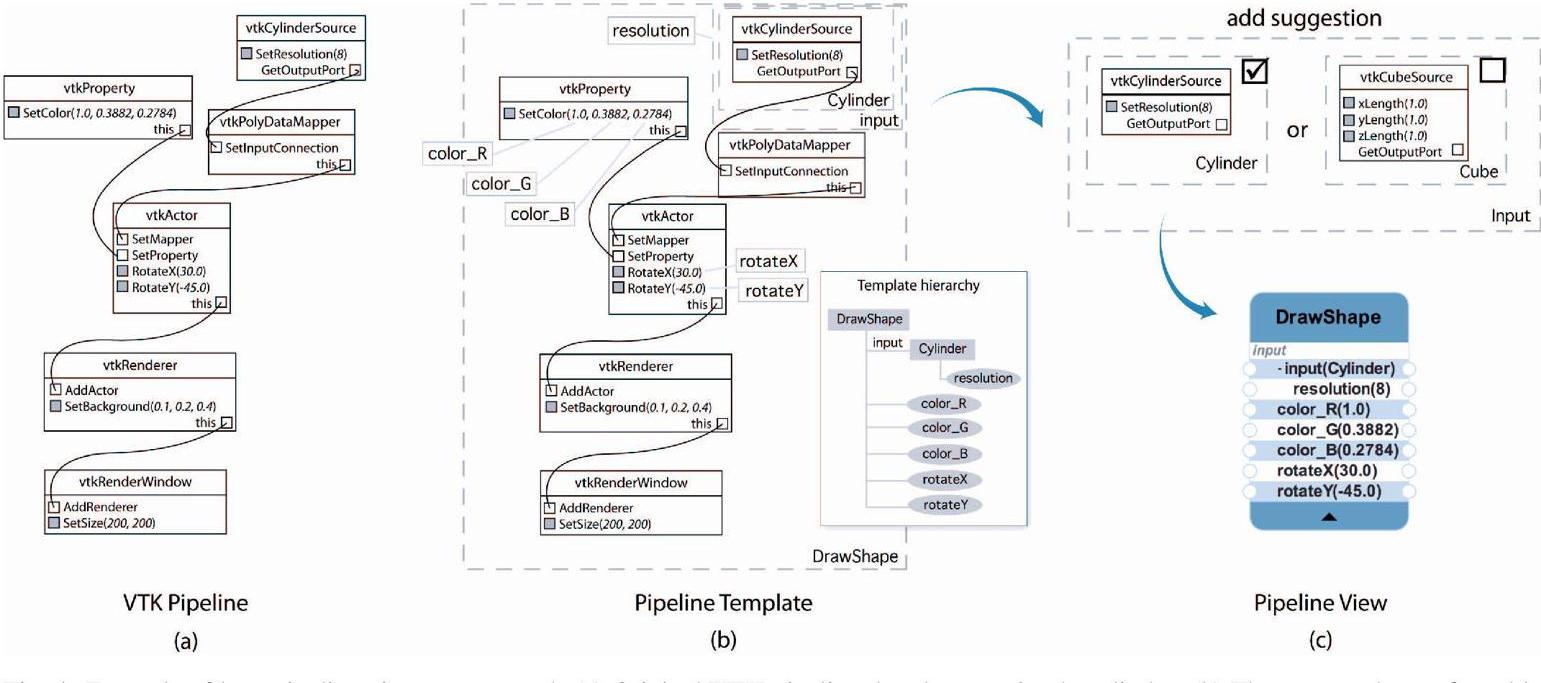 vtkCylinderSource
SetResolution(8)
GetOutputPort
vtkProperty
SetColor(1.0, 0.3882, 0.2784)
this
vtkPolyDataMapper
SetInputConnection
this
vtkActor
SetMapper
SetProperty
RotateX(30.0)
RotateY(-45.0)
this
vtkRenderer
AddActor
SetBackground(0.1, 0.2, 0.4)
this
vtkRenderWindow
AddRenderer
SetSize(200, 200)
VTK Pipeline
(a)
resolution
vtkCylinderSource
SetResolution(8)
GetOutputPort
Cylinder
input
vtkProperty
SetColor(1.0, 0.3882, 0.2784)
this
color_R
color_G
color_B
vtkPolyDataMapper
SetInputConnection
this
vtkActor
SetMapper
SetProperty
RotateX(30.0)
RotateY(-45.0)
this
rotateX
rotateY
vtkRenderer
AddActor
SetBackground(0.1, 0.2, 0.4)
this
vtkRenderWindow
AddRenderer
SetSize(200, 200)
Template hierarchy
DrawShape
input
Cylinder
resolution
color_R
color_G
color_B
rotateX
rotateY
DrawShape
Pipeline Template
(b)
add suggestion
vtkCylinderSource
SetResolution(8)
GetOutputPort
Cylinder
or
vtkCubeSource
xLength(1.0)
yLength(1.0)
zLength(1.0)
GetOutputPort
Cube
Input
DrawShape
input
-input(Cylinder)
resolution(8)
color_R(1.0)
color_G(0.3882)
color_B(0.2784)
rotateX(30.0)
rotateY(-45.0)
Pipeline View
(c)